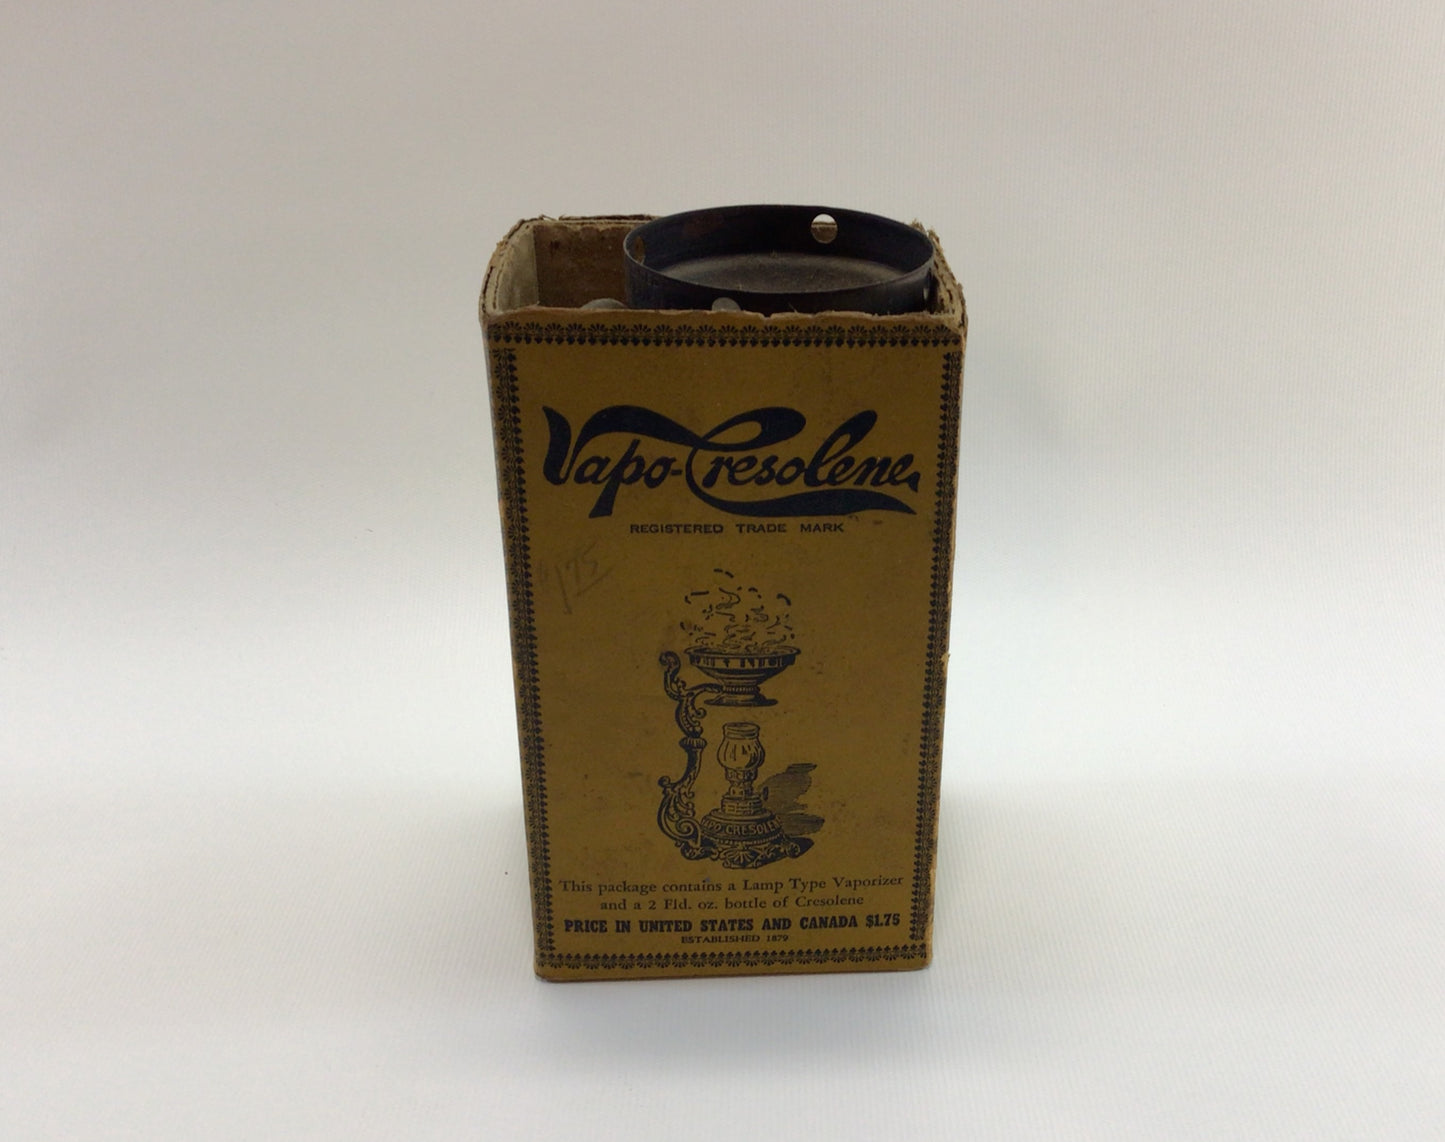 Vapo-Cresolene
REGISTERED TRADE MARK
1.75
CRESOLENE
This package contains a Lamp Type Vaporizer
and a 2 Fld. oz. bottle of Cresolene
PRICE IN UNITED STATES AND CANADA $1.75
ESTABLISHED 1879